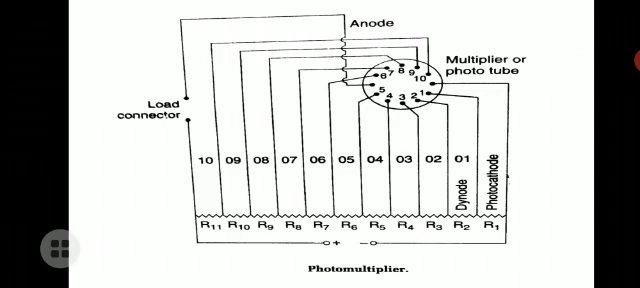 Anode
Multiplier or
photo tube
8
7
9
6
10
5
1
4
3
2
Load
connector
10 09 08 07 06 05 04 03 02 01
Dynode
Photocathode
R11 R10 R9 R8 R7 R6 R5 R4 R3 R2 R1
+ −
Photomultiplier.